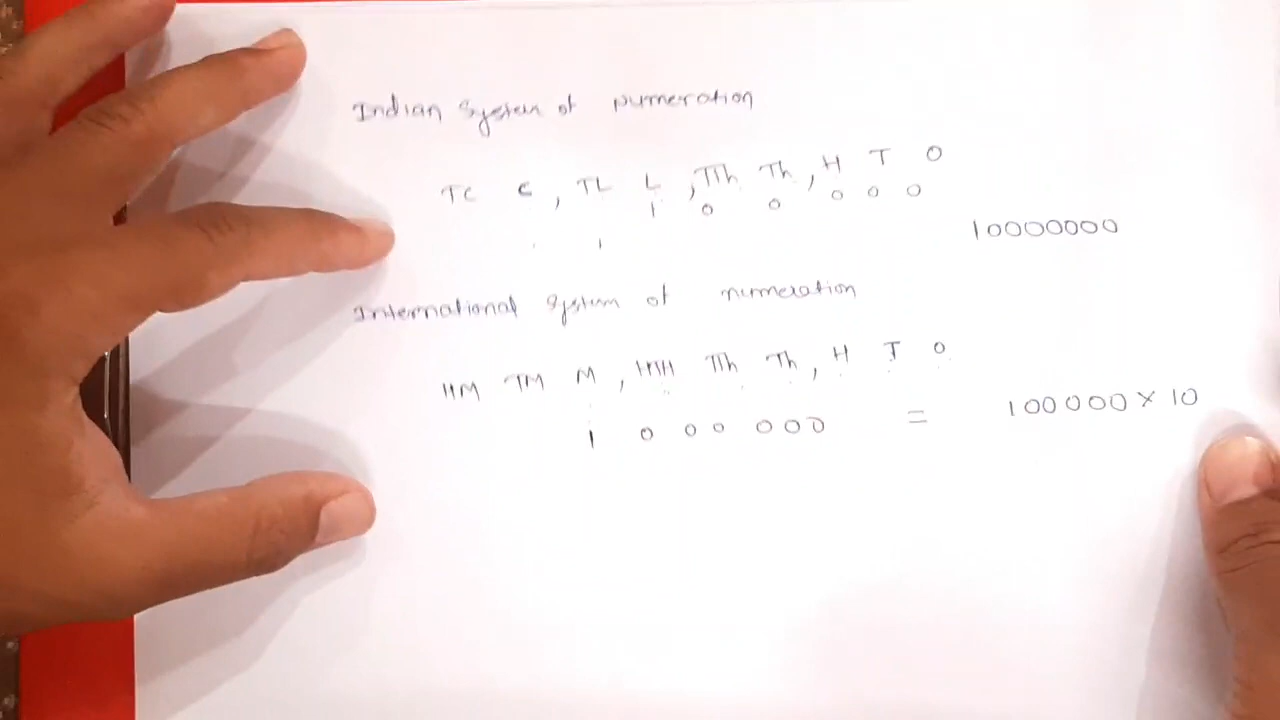 Indian System of Numeration
TC C , TL L , TTh Th , H T O
1 0 0 0 0 0
10000000
International System of numeration
HM TM M , HTH TTh Th , H T O
1 0 0 0 0 0 0 = 100000 × 10